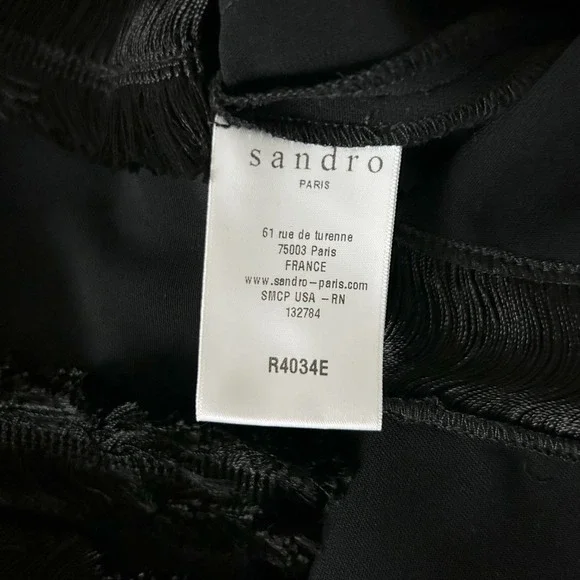 sandro
PARIS
61 rue de turenne
75003 Paris
FRANCE
www.sandro-paris.com
SMCP USA -RN
132784
R4034E